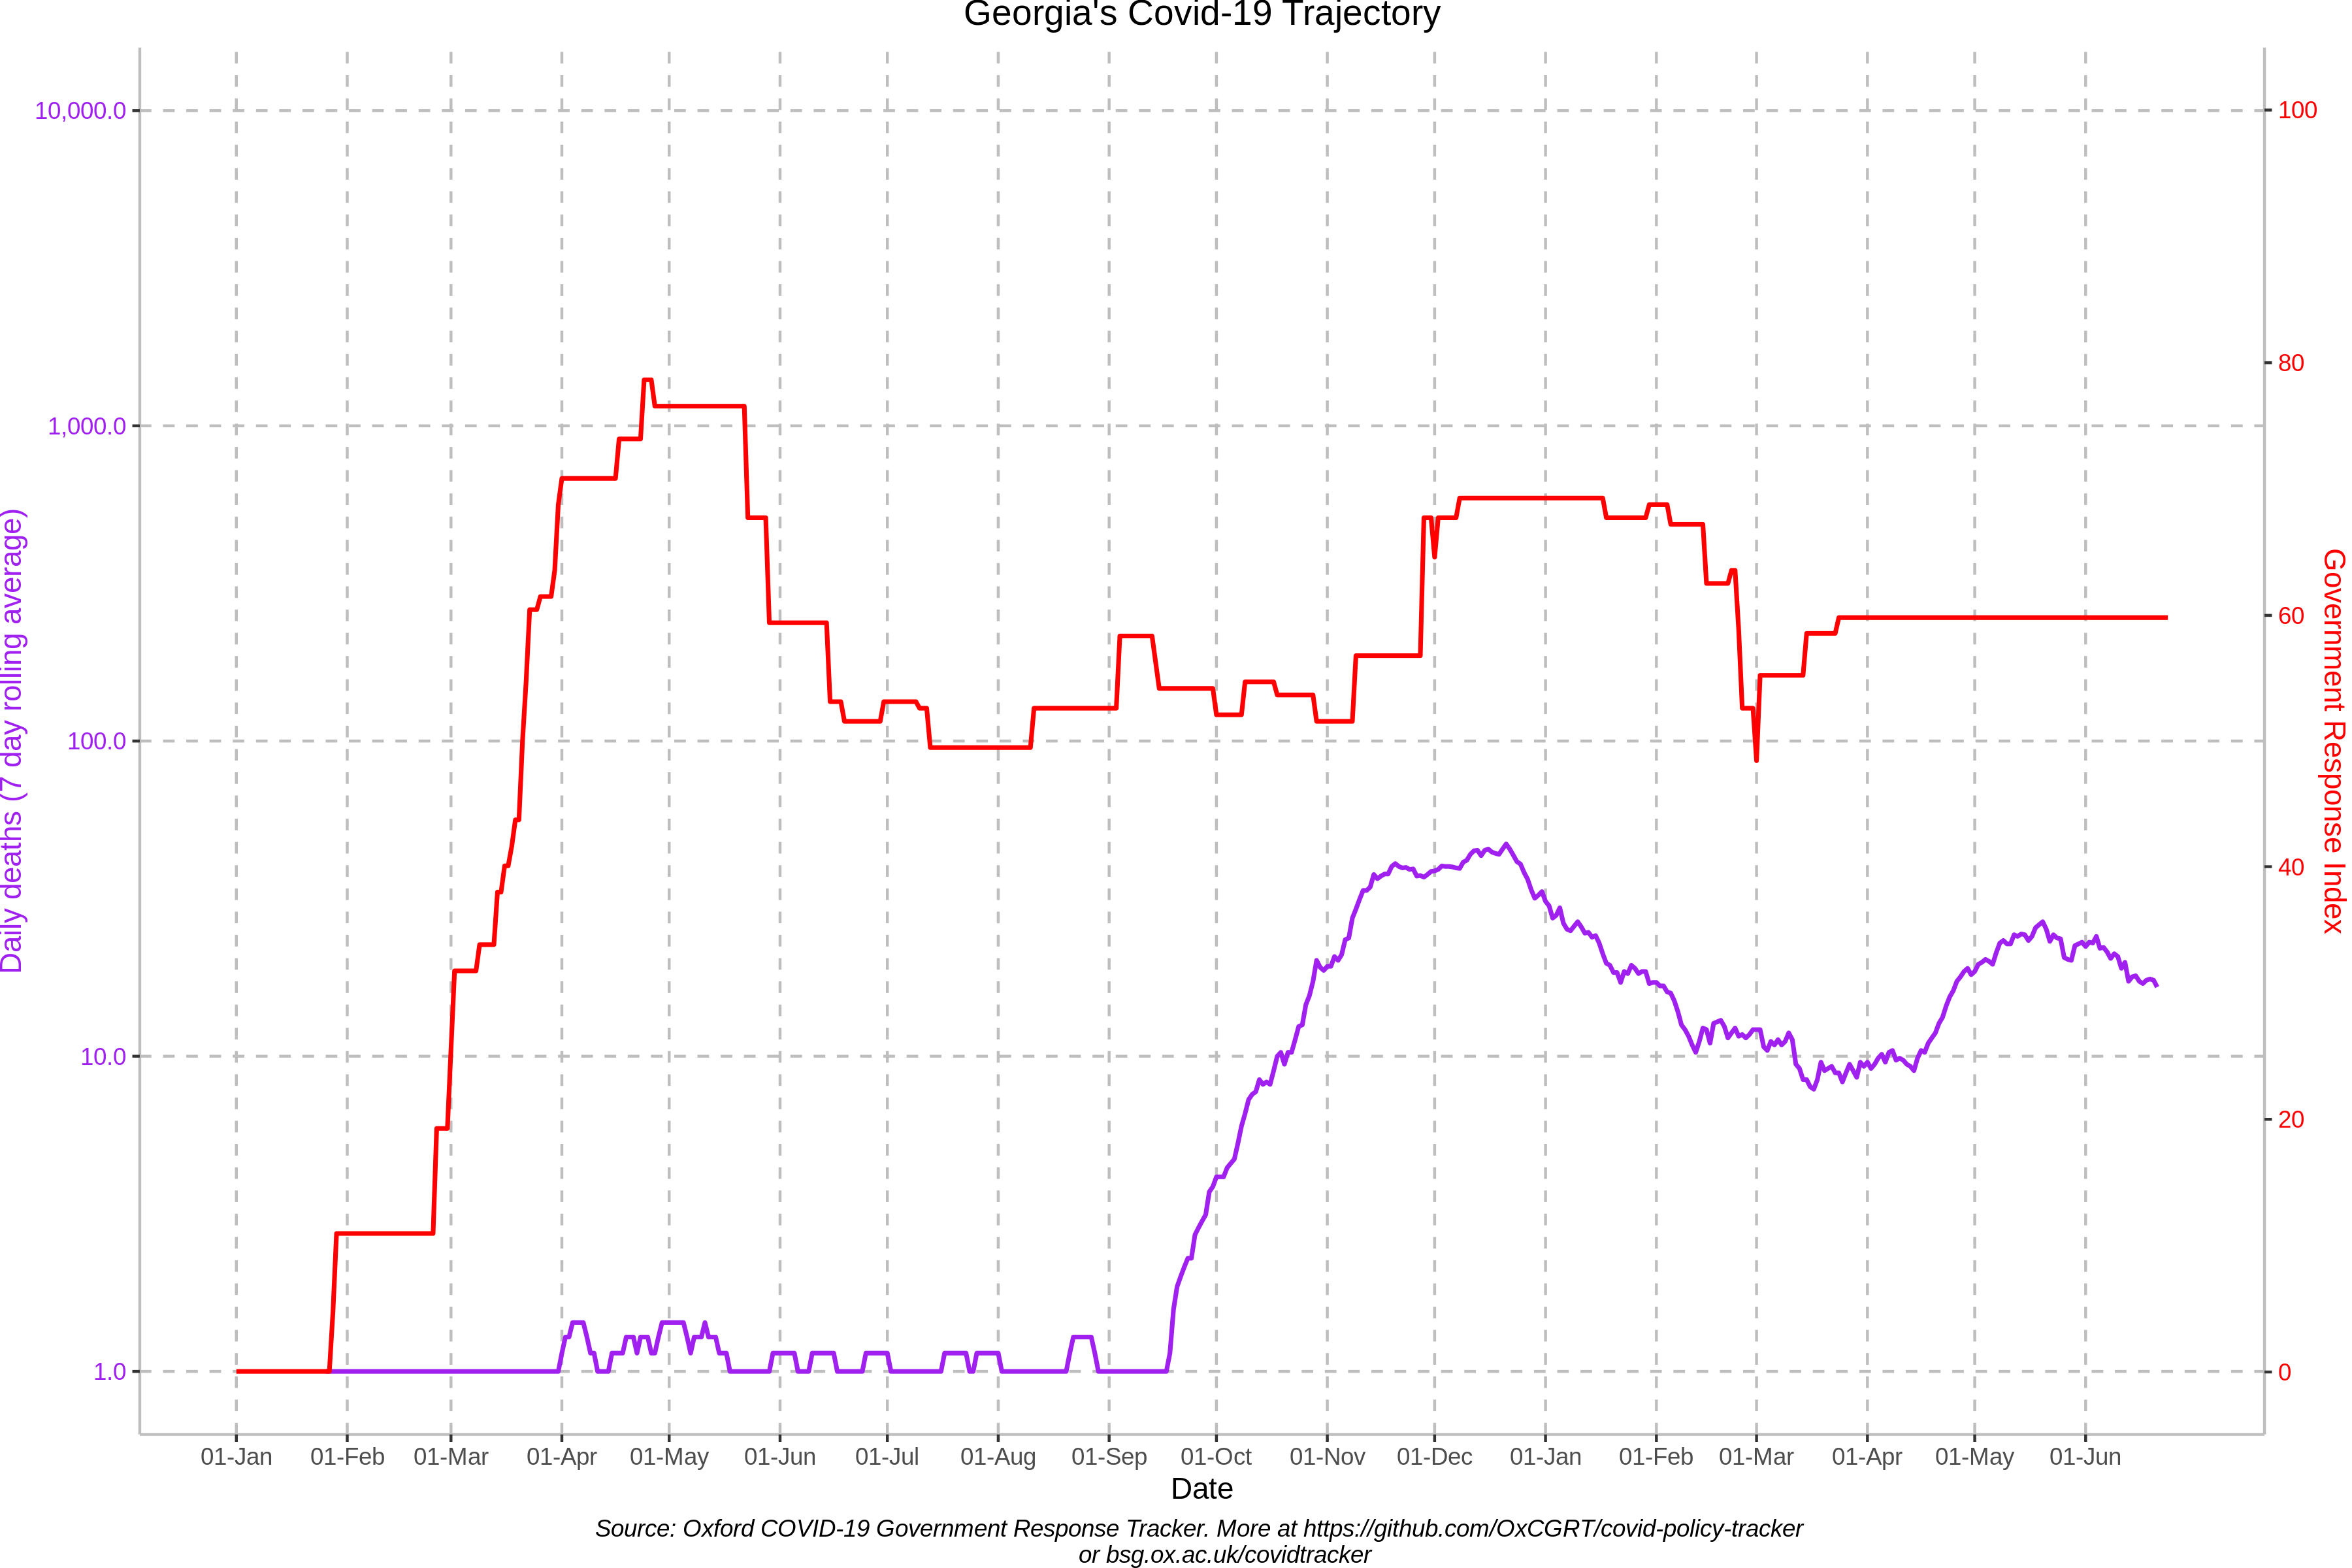 Georgia's Covid-19 Trajectory
10,000.0
1,000.0
100.0
10.0
1.0
Daily deaths (7 day rolling average)
100
80
60
40
20
0
Government Response Index
01-Jan 01-Feb 01-Mar 01-Apr 01-May 01-Jun 01-Jul 01-Aug 01-Sep 01-Oct 01-Nov 01-Dec 01-Jan 01-Feb 01-Mar 01-Apr 01-May 01-Jun
Date
Source: Oxford COVID-19 Government Response Tracker. More at https://github.com/OxCGRT/covid-policy-tracker
or bsg.ox.ac.uk/covidtracker